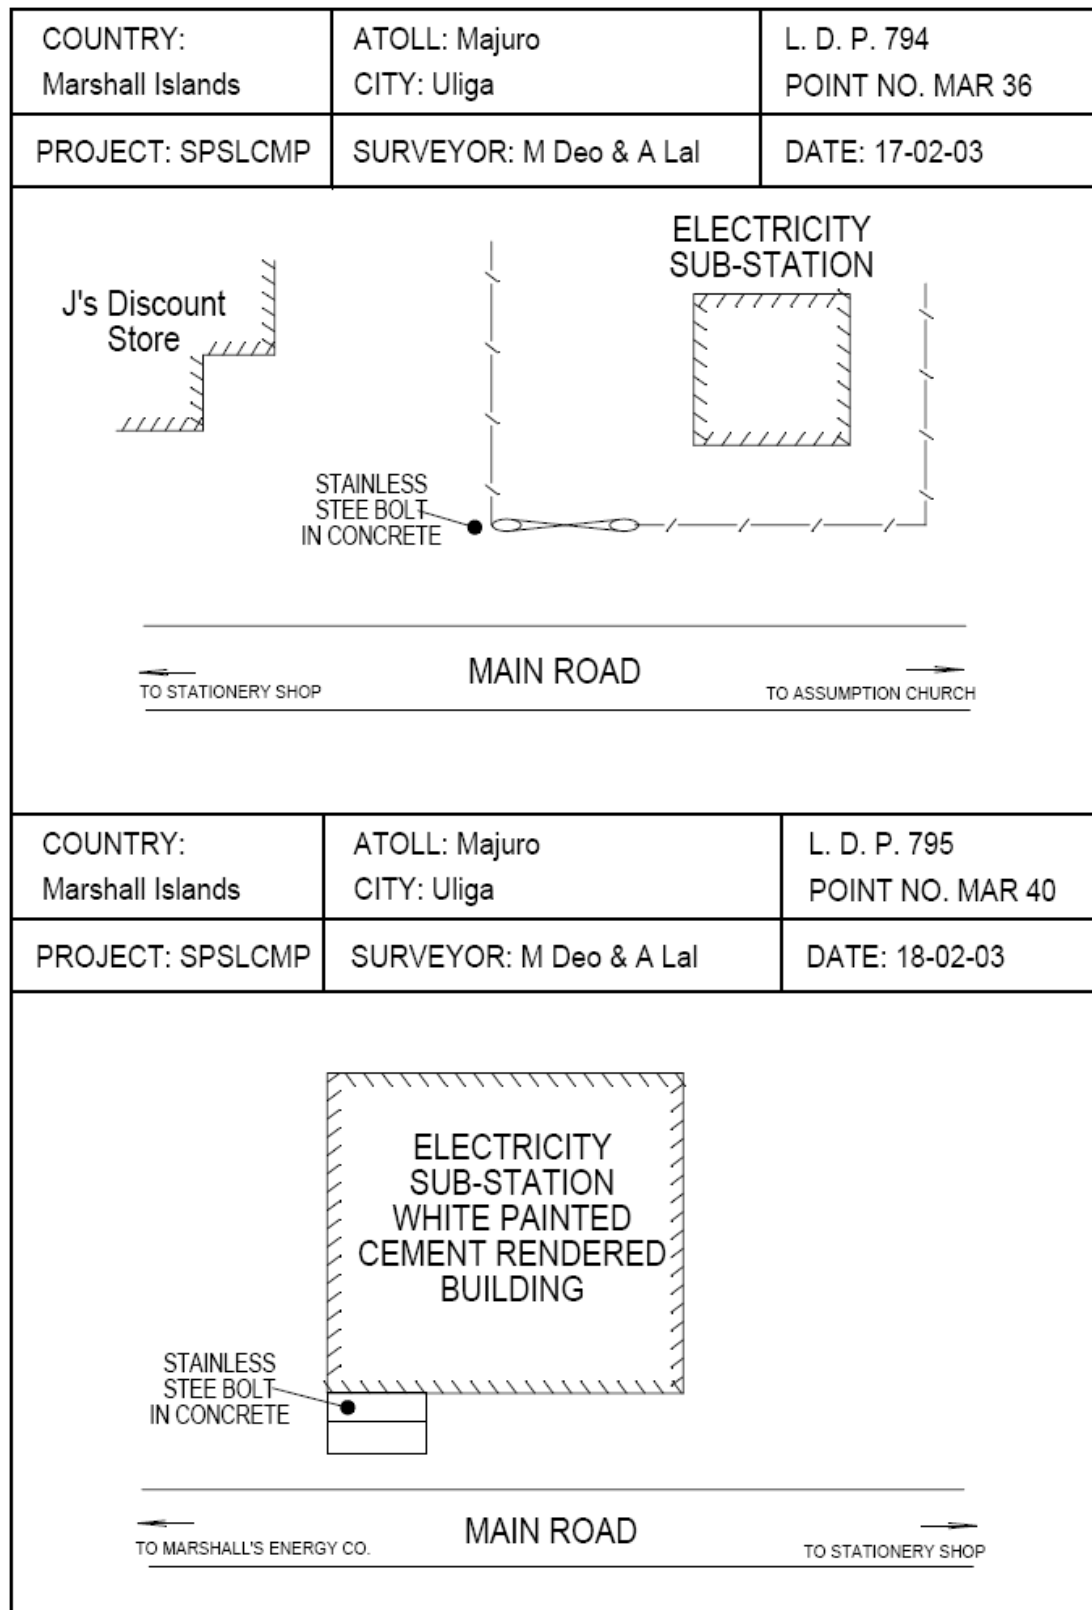 COUNTRY:
Marshall Islands
ATOLL: Majuro
CITY: Uliga
L. D. P. 794
POINT NO. MAR 36
PROJECT: SPSLCMP
SURVEYOR: M Deo & A Lal
DATE: 17-02-03
ELECTRICITY
SUB-STATION
J's Discount
Store
STAINLESS
STEE BOLT
IN CONCRETE
MAIN ROAD
TO STATIONERY SHOP
TO ASSUMPTION CHURCH
COUNTRY:
Marshall Islands
ATOLL: Majuro
CITY: Uliga
L. D. P. 795
POINT NO. MAR 40
PROJECT: SPSLCMP
SURVEYOR: M Deo & A Lal
DATE: 18-02-03
ELECTRICITY
SUB-STATION
WHITE PAINTED
CEMENT RENDERED
BUILDING
STAINLESS
STEE BOLT
IN CONCRETE
MAIN ROAD
TO MARSHALL'S ENERGY CO.
TO STATIONERY SHOP